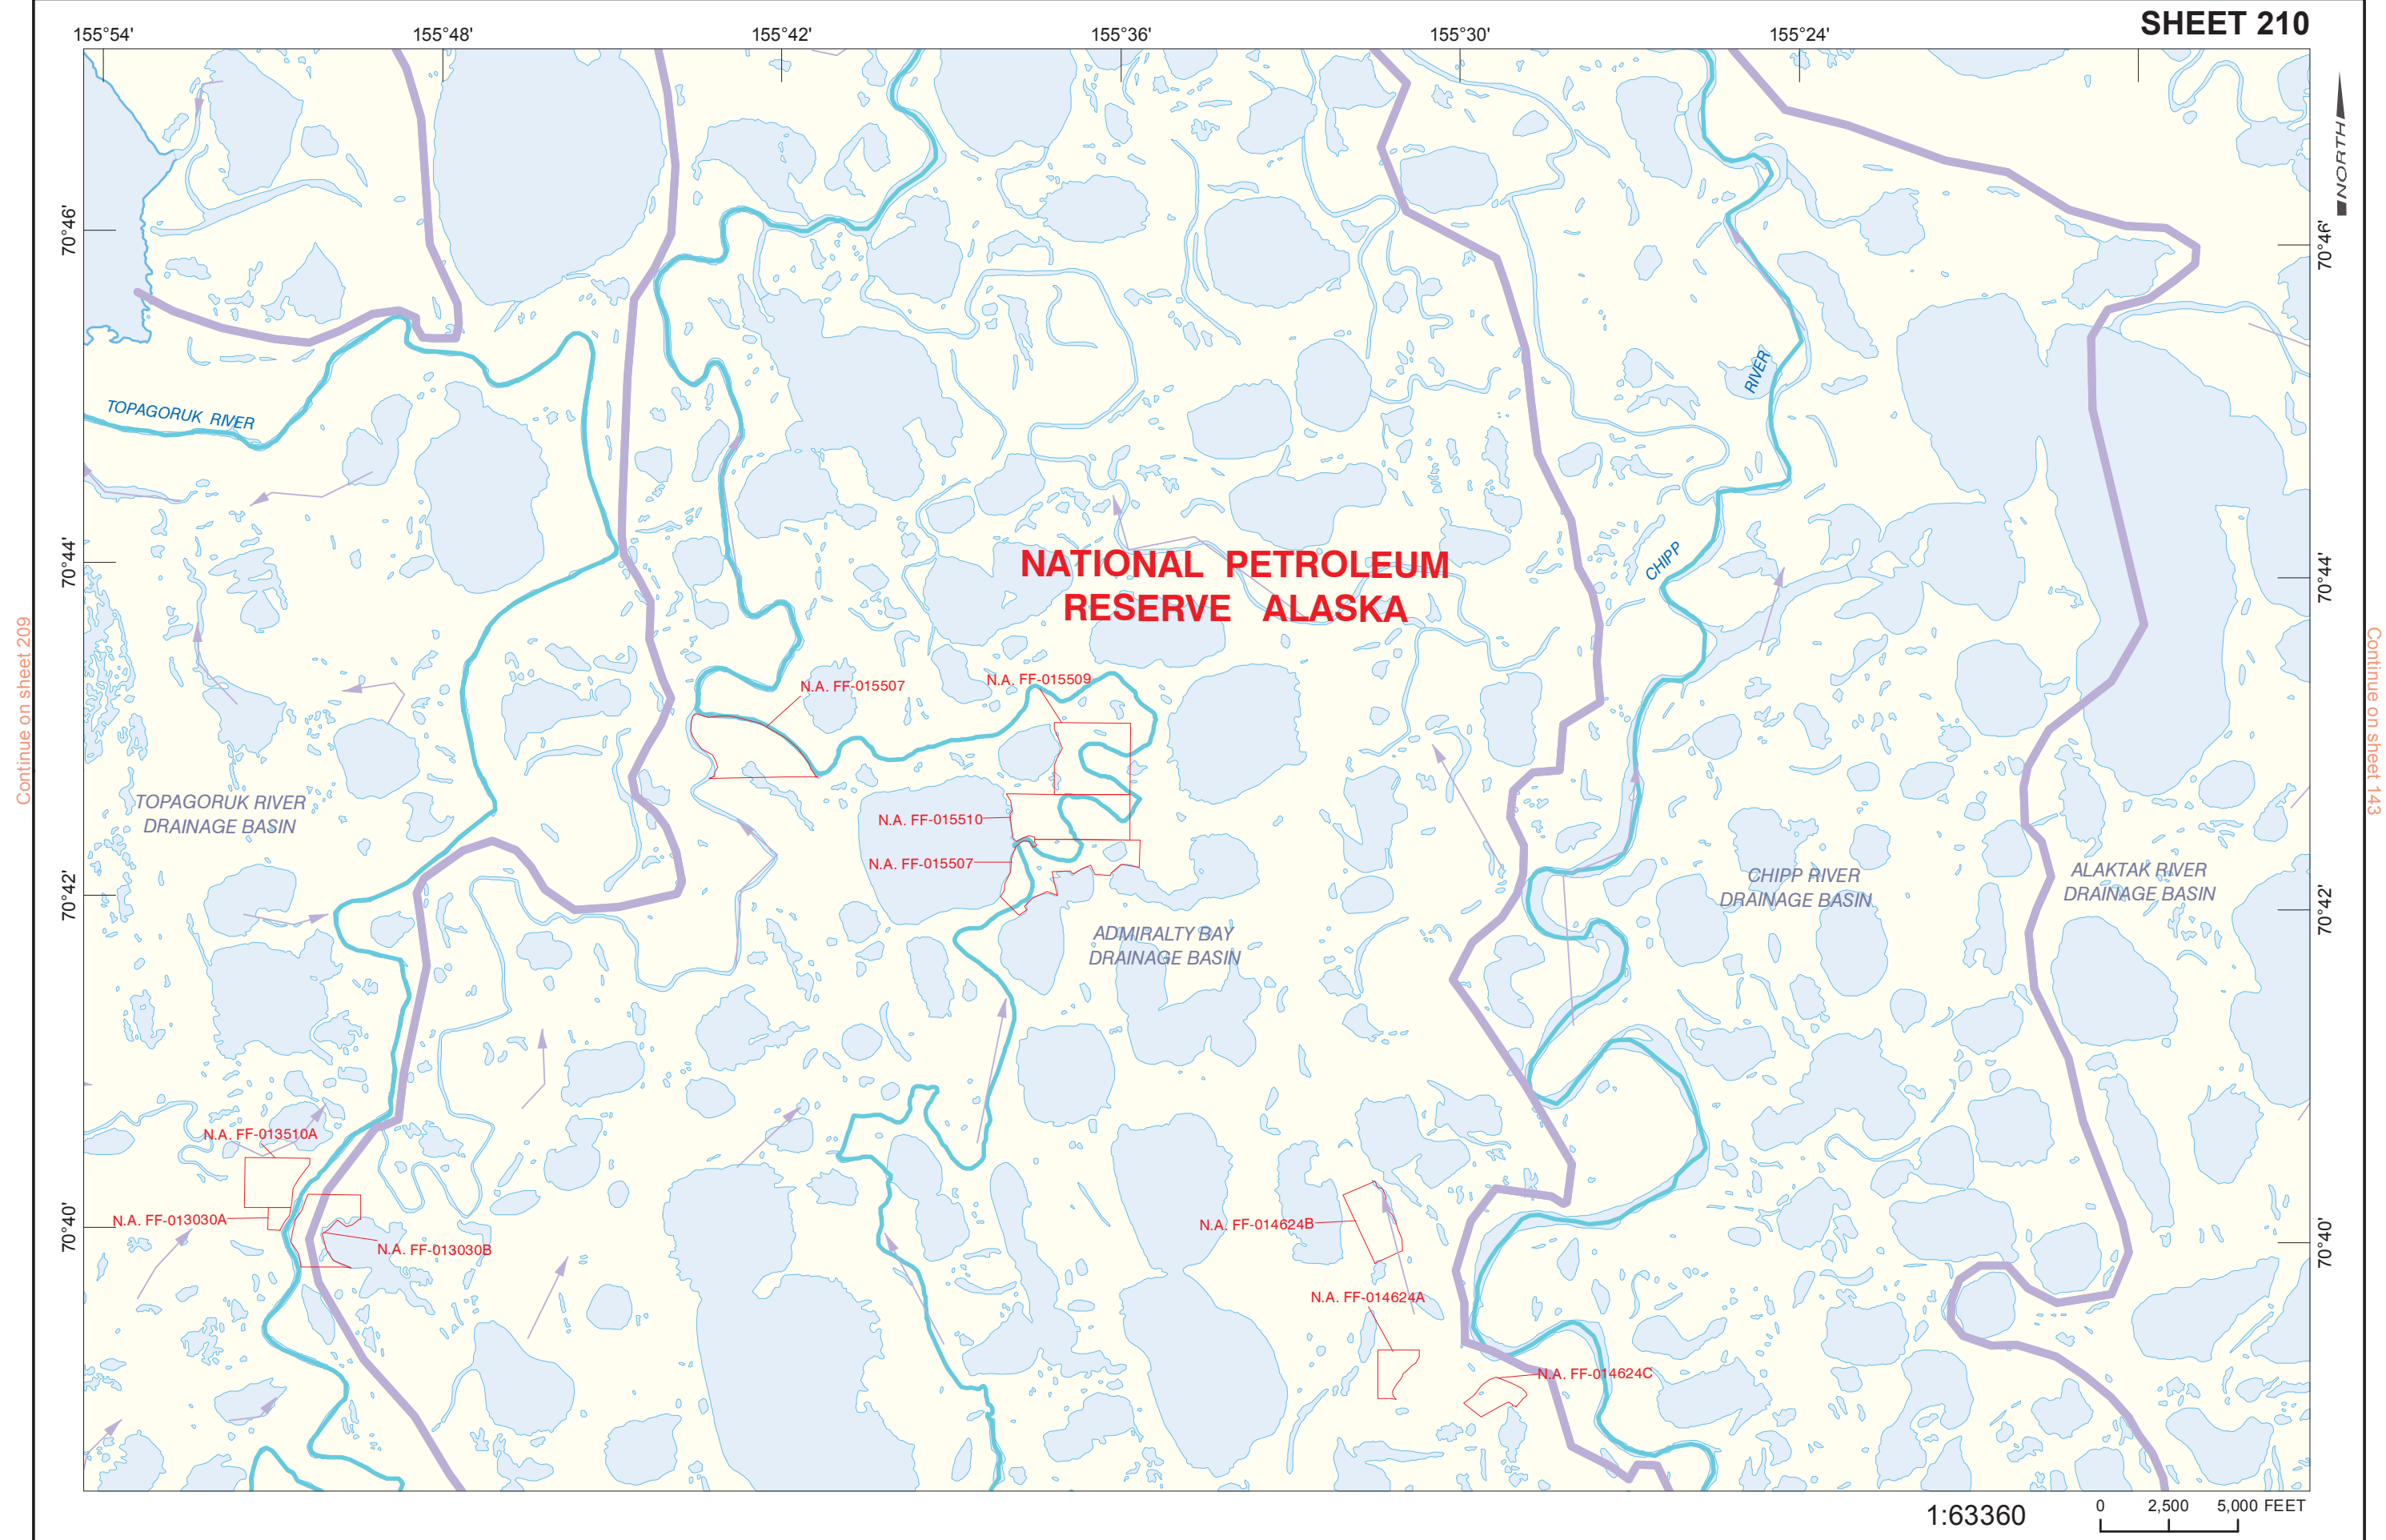 SHEET 210
155°54'
155°48'
155°42'
155°36'
155°30'
155°24'
NORTH
70°46'
70°46'
RIVER
TOPAGORUK RIVER
70°44'
70°44'
CHIPP
NATIONAL PETROLEUM
RESERVE ALASKA
Continue on sheet 209
Continue on sheet 143
N.A. FF-015507
N.A. FF-015509
TOPAGORUK RIVER
DRAINAGE BASIN
N.A. FF-015510
N.A. FF-015507
70°42'
70°42'
CHIPP RIVER
DRAINAGE BASIN
ALAKTAK RIVER
DRAINAGE BASIN
ADMIRALTY BAY
DRAINAGE BASIN
N.A. FF-013510A
N.A. FF-013030A
N.A. FF-013030B
70°40'
70°40'
N.A. FF-014624B
N.A. FF-014624A
N.A. FF-014624C
1:63360
0 2,500 5,000 FEET